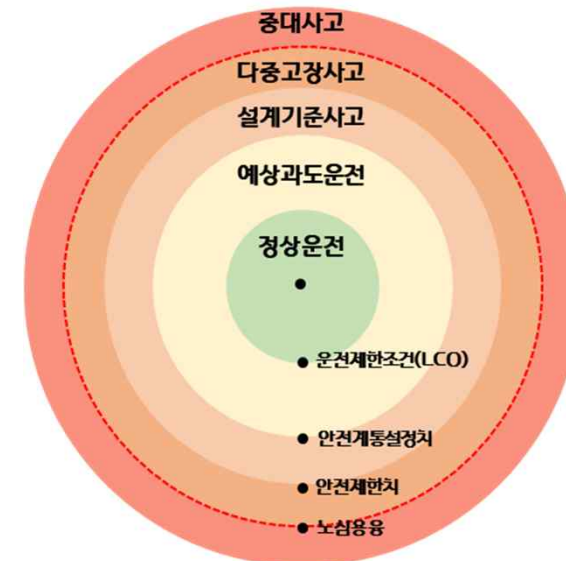 중대사고
다중고장사고
설계기준사고
예상과도운전
정상운전
운전제한조건(LCO)
안전계통설정치
안전제한치
노심용융